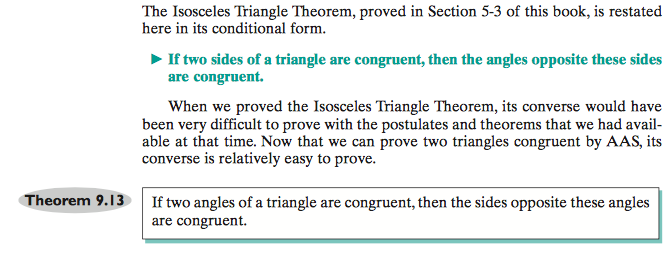 The Isosceles Triangle Theorem, proved in Section 5-3 of this book, is restated
here in its conditional form.
► If two sides of a triangle are congruent, then the angles opposite these sides
are congruent.
When we proved the Isosceles Triangle Theorem, its converse would have
been very difficult to prove with the postulates and theorems that we had avail-
able at that time. Now that we can prove two triangles congruent by AAS, its
converse is relatively easy to prove.
Theorem 9.13
If two angles of a triangle are congruent, then the sides opposite these angles
are congruent.